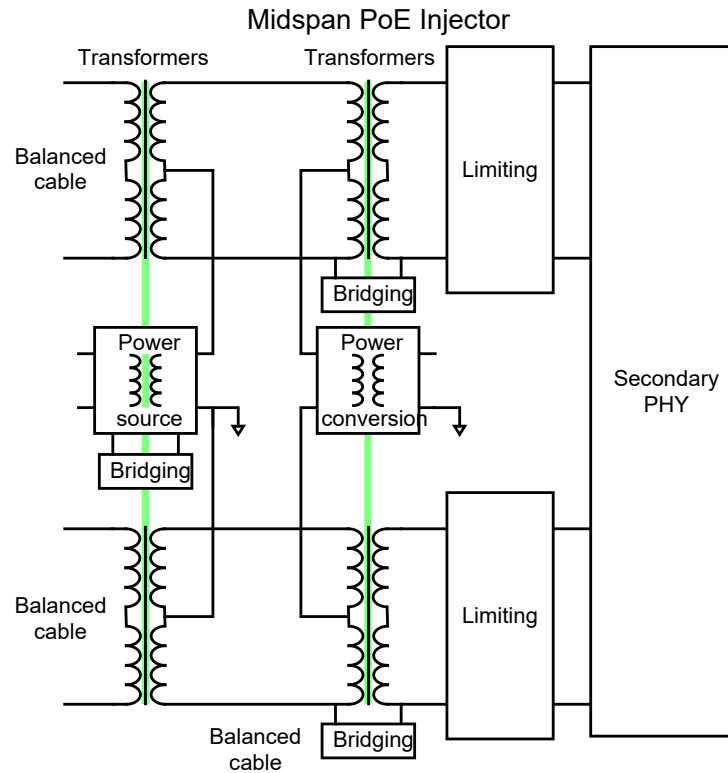 Midspan PoE Injector
Transformers
Transformers
Balanced
cable
Limiting
Bridging
Power
source
Power
conversion
Secondary
PHY
Bridging
Balanced
cable
Limiting
Balanced
cable
Bridging